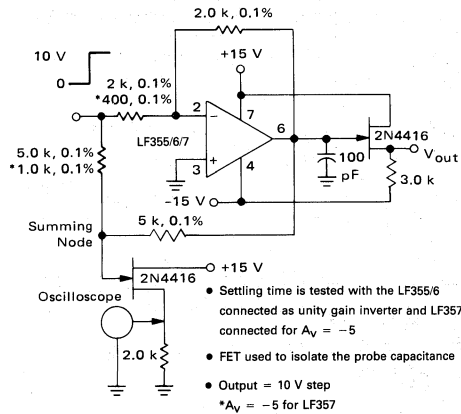 2.0 k, 0.1%
+15 V
10 V
0
2 k, 0.1%
*400, 0.1%
2
7
–
LF355/6/7
6
2N4416
Vout
5.0 k, 0.1%
*1.0 k, 0.1%
+
3
4
100
pF
3.0 k
-15 V
Summing
Node
5 k, 0.1%
+15 V
2N4416
Oscilloscope
2.0 k
• Settling time is tested with the LF355/6
connected as unity gain inverter and LF357
connected for Av = −5
• FET used to isolate the probe capacitance
• Output = 10 V step
*Av = −5 for LF357